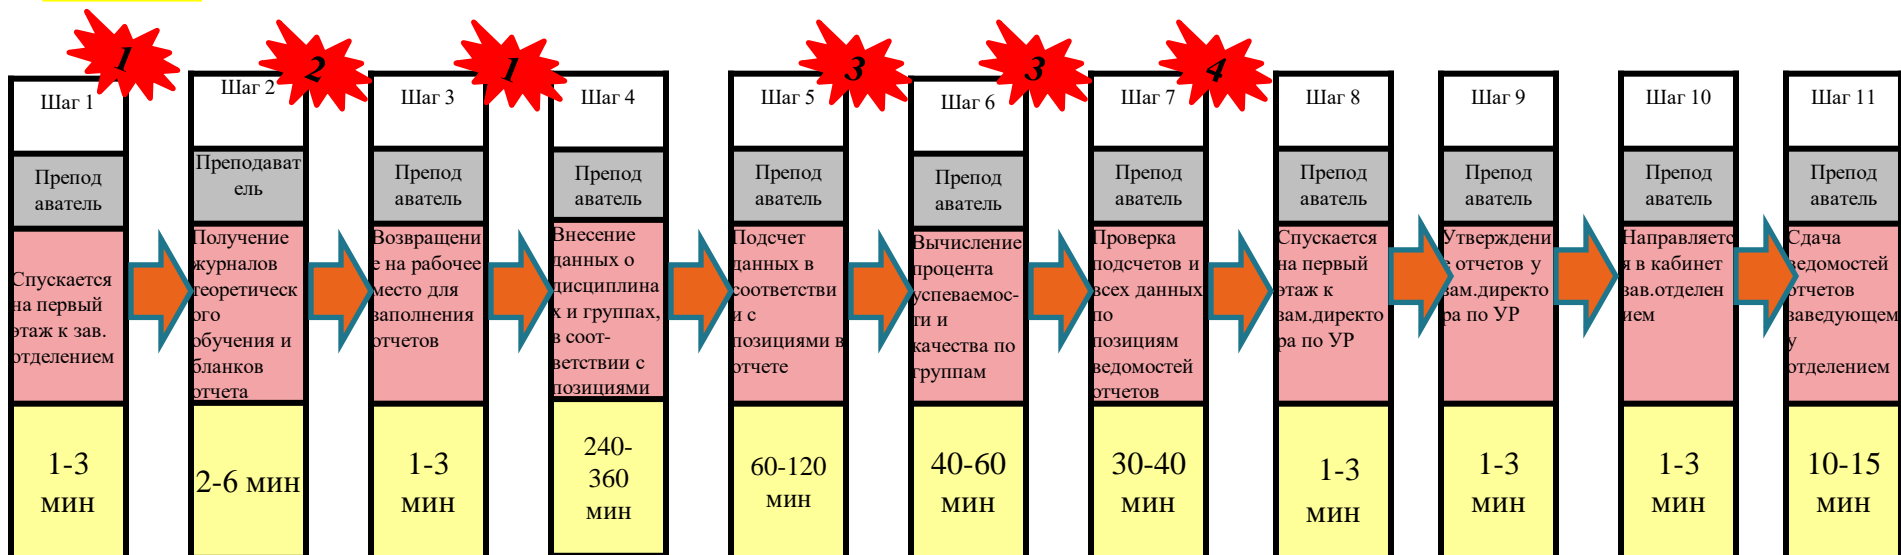 1
2
1
3
3
4
Шаг 1
Препод
аватель
Спускается
на первый
этаж к зав.
отделением
1-3
мин
Шаг 2
Преподават
ель
Получение
журналов
теоретическ
ого
обучения и
бланков
отчета
2-6 мин
Шаг 3
Препод
аватель
Возвращени
е на рабочее
место для
заполнения
отчетов
1-3
мин
Шаг 4
Препод
аватель
Внесение
данных о
дисциплина
х и группах,
в соот-
ветствии с
позициями
240-
360
мин
Шаг 5
Препод
аватель
Подсчет
данных в
соответстви
и с
позициями в
отчете
60-120
мин
Шаг 6
Препод
аватель
Вычисление
процента
успеваемос-
ти и
качества по
группам
40-60
мин
Шаг 7
Препод
аватель
Проверка
подсчетов и
всех данных
по
позициям
ведомостей
отчетов
30-40
мин
Шаг 8
Препод
аватель
Спускается
на первый
этаж к
зам.директо
ра по УР
1-3
мин
Шаг 9
Препод
аватель
Утверждени
е отчетов у
зам.директо
ра по УР
1-3
мин
Шаг 10
Препод
аватель
Направляетс
я в кабинет
зав.отделен
ием
1-3
мин
Шаг 11
Препод
аватель
Сдача
ведомостей
отчетов
заведующем
у
отделением
10-15
мин